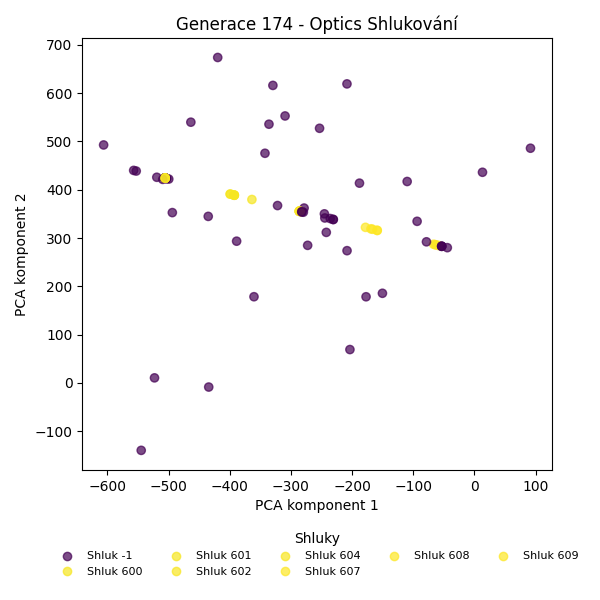 Generace 174 - Optics Shlukování
700
600
500
400
300
200
100
0
−100
PCA komponent 2
−600 −500 −400 −300 −200 −100 0 100
PCA komponent 1
Shluky
Shluk -1 Shluk 601 Shluk 604 Shluk 608 Shluk 609
Shluk 600 Shluk 602 Shluk 607